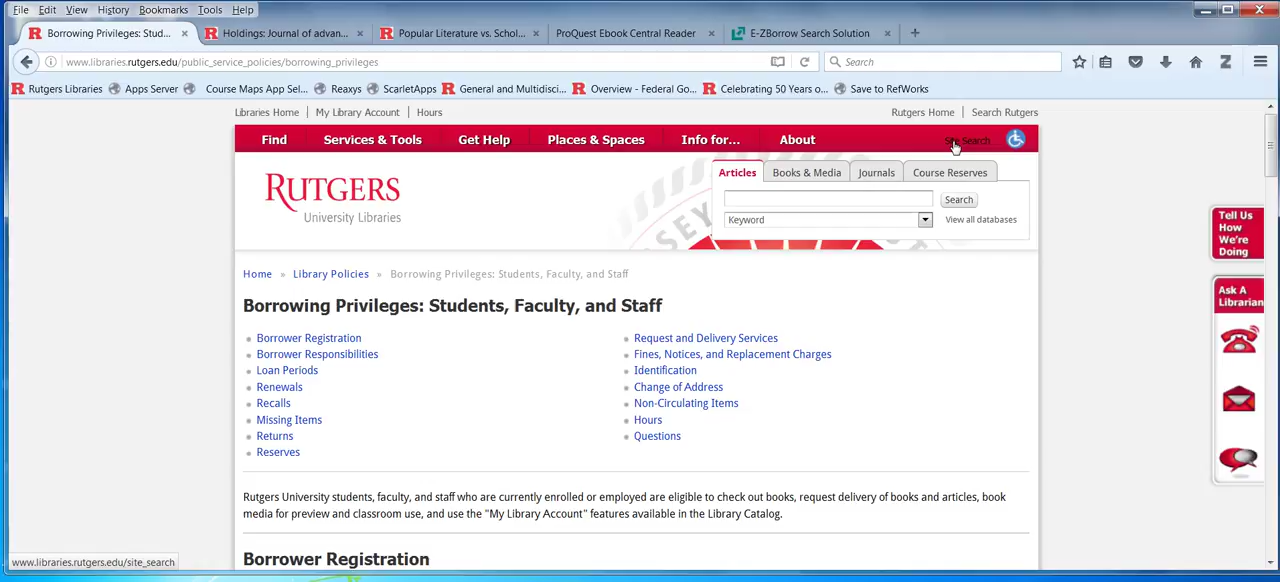 File Edit View History Bookmarks Tools Help
Borrowing Privileges: Stud... Holdings: Journal of advan... Popular Literature vs. Schol... ProQuest Ebook Central Reader E-ZBorrow Search Solution
www.libraries.rutgers.edu/public_service_policies/borrowing_privileges Search
Rutgers Libraries Apps Server Course Maps App Sel... Reaxys ScarletApps General and Multidisci... Overview - Federal Go... Celebrating 50 Years o... Save to RefWorks
Libraries Home | My Library Account | Hours Rutgers Home | Search Rutgers
Find Services & Tools Get Help Places & Spaces Info for... About Site Search
RUTGERS
University Libraries
Articles Books & Media Journals Course Reserves
Search
Keyword View all databases
Tell Us
How
We're
Doing
Ask A
Librarian
Home » Library Policies » Borrowing Privileges: Students, Faculty, and Staff
Borrowing Privileges: Students, Faculty, and Staff
Borrower Registration
Borrower Responsibilities
Loan Periods
Renewals
Recalls
Missing Items
Returns
Reserves
Request and Delivery Services
Fines, Notices, and Replacement Charges
Identification
Change of Address
Non-Circulating Items
Hours
Questions
Rutgers University students, faculty, and staff who are currently enrolled or employed are eligible to check out books, request delivery of books and articles, book
media for preview and classroom use, and use the "My Library Account" features available in the Library Catalog.
Borrower Registration
www.libraries.rutgers.edu/site_search